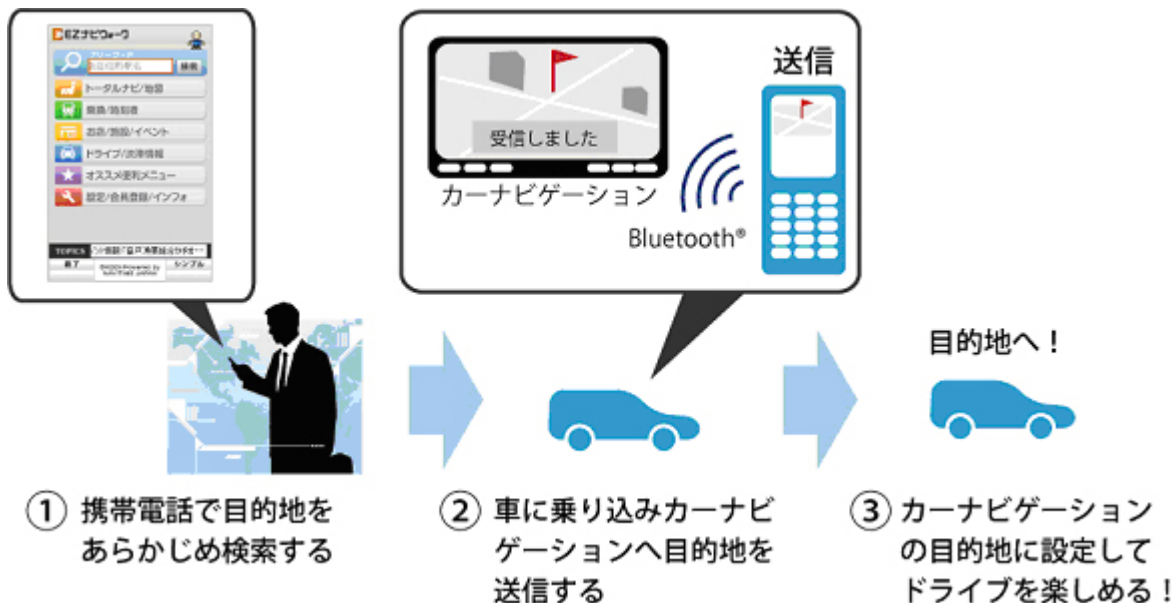 EZナビウォーク
フリーワード
検索
トータルナビ/地図
乗換/時刻表
お店/施設/イベント
ドライブ/渋滞情報
オススメ便利メニュー
設定/会員登録/インフォ
TOPICS
終了
シンプル
受信しました
カーナビゲーション
送信
Bluetooth®
目的地へ！
① 携帯電話で目的地を
あらかじめ検索する
② 車に乗り込みカーナビ
ゲーションへ目的地を
送信する
③ カーナビゲーション
の目的地に設定して
ドライブを楽しめる！